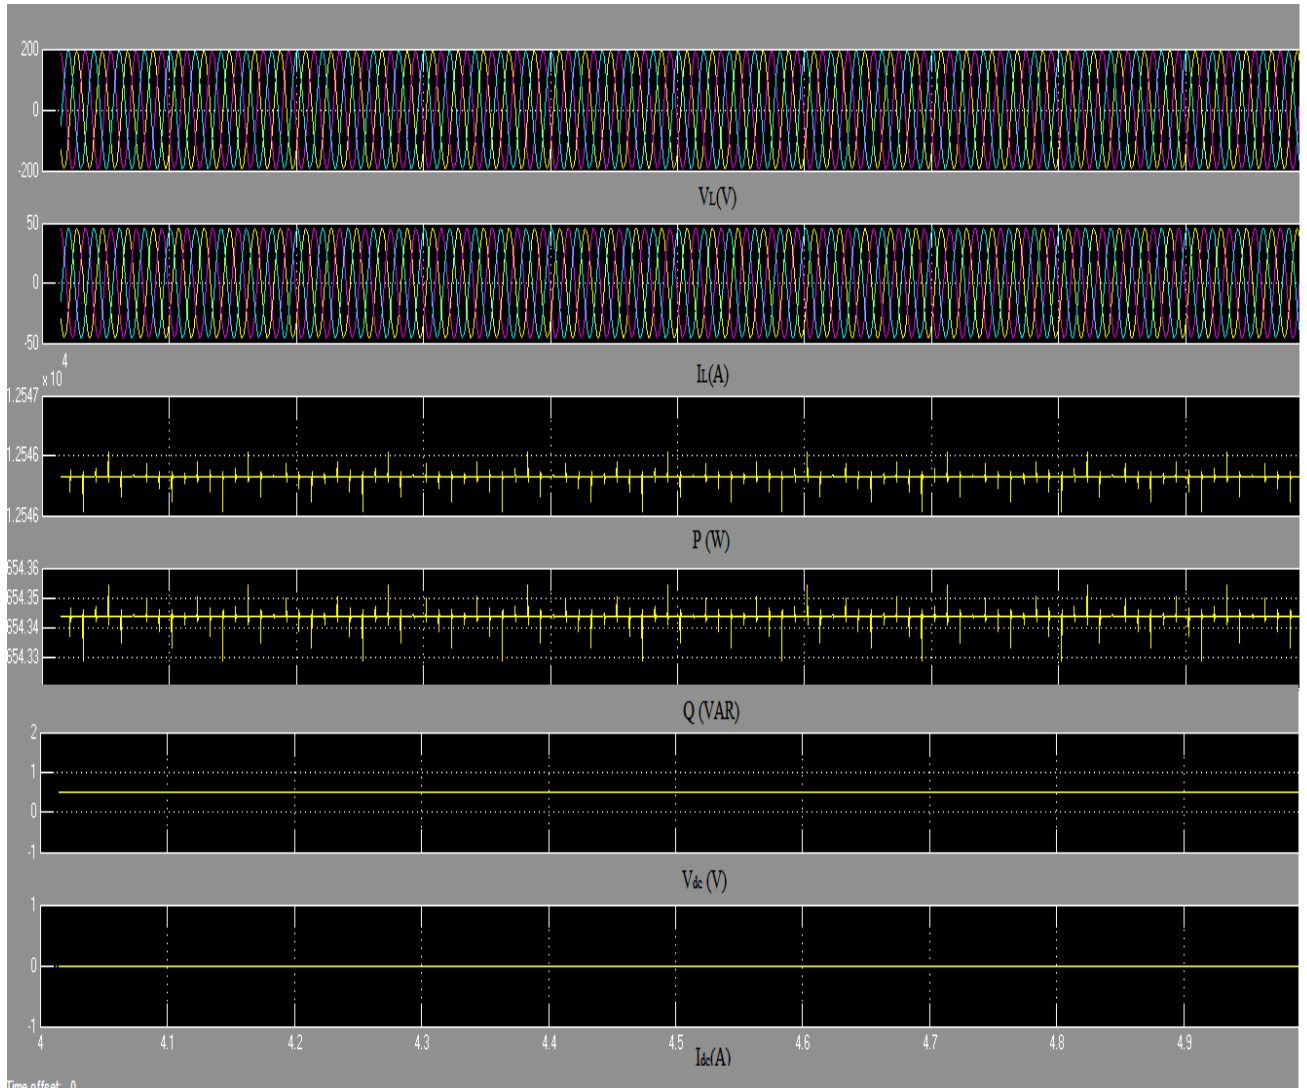 200
0
-200
VL(V)
50
0
-50
x 10 4
IL(A)
1.2547
1.2546
1.2546
P (W)
654.36
654.35
654.34
654.33
Q (VAR)
2
1
0
-1
Vdc (V)
1
0
-1
4 4.1 4.2 4.3 4.4 4.5 4.6 4.7 4.8 4.9
Idc(A)
Time offset: 0